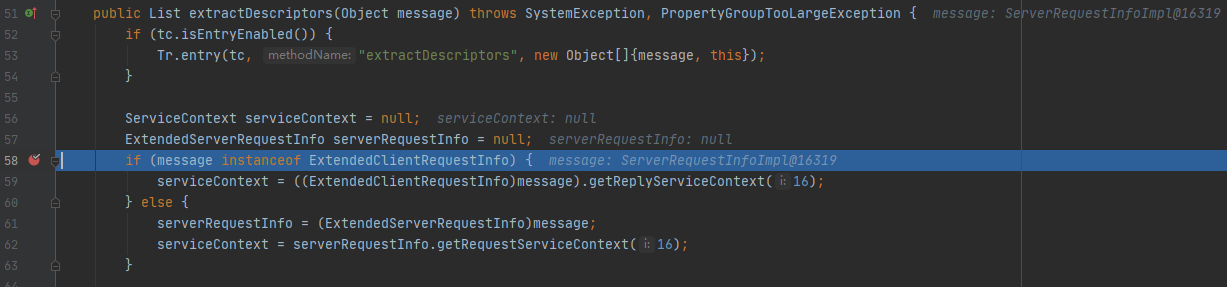 51 public List extractDescriptors(Object message) throws SystemException, PropertyGroupTooLargeException { message: ServerRequestInfoImpl@16319
52 if (tc.isEntryEnabled()) {
53 Tr.entry(tc, methodName: "extractDescriptors", new Object[]{message, this});
54 }
55
56 ServiceContext serviceContext = null; serviceContext: null
57 ExtendedServerRequestInfo serverRequestInfo = null; serverRequestInfo: null
58 if (message instanceof ExtendedClientRequestInfo) { message: ServerRequestInfoImpl@16319
59 serviceContext = ((ExtendedClientRequestInfo)message).getReplyServiceContext( i: 16);
60 } else {
61 serverRequestInfo = (ExtendedServerRequestInfo)message;
62 serviceContext = serverRequestInfo.getRequestServiceContext( i: 16);
63 }
64